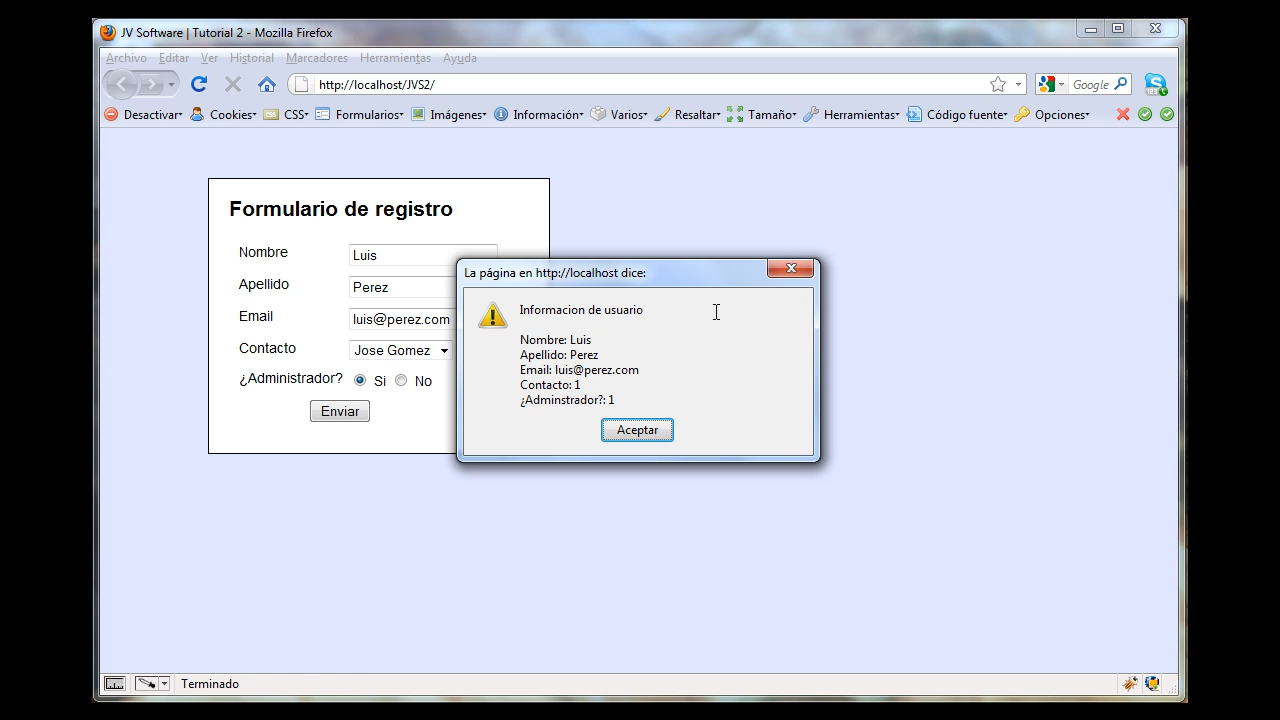 JV Software | Tutorial 2 - Mozilla Firefox
Archivo Editar Ver Historial Marcadores Herramientas Ayuda
http://localhost/JVS2/ Google
Desactivar Cookies CSS Formularios Imágenes Información Varios Resaltar Tamaño Herramientas Código fuente Opciones
Formulario de registro
Nombre Luis
Apellido Perez
Email luis@perez.com
Contacto Jose Gomez
¿Administrador? Si No
Enviar
La página en http://localhost dice:
Informacion de usuario
Nombre: Luis
Apellido: Perez
Email: luis@perez.com
Contacto: 1
¿Adminstrador?: 1
Aceptar
Terminado